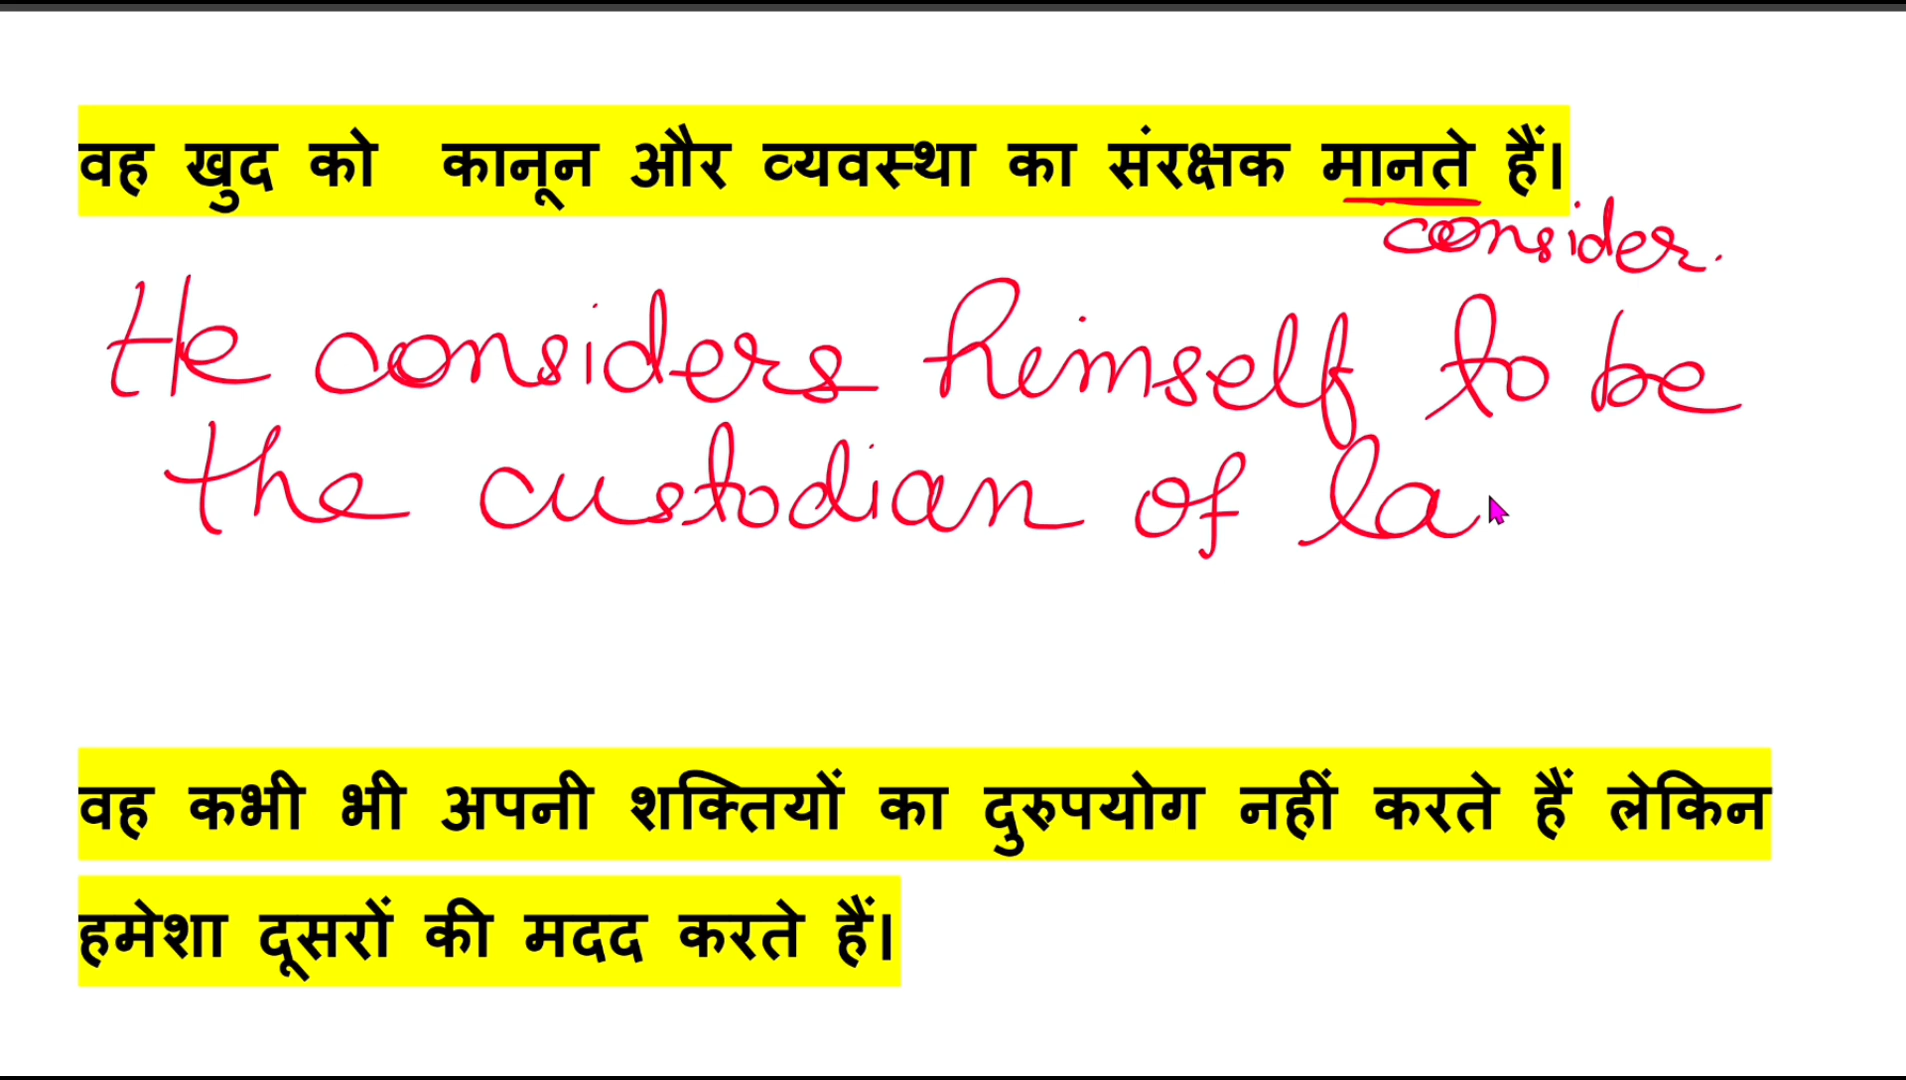 वह खुद को कानून और व्यवस्था का संरक्षक मानते हैं।
consider.
He considers himself to be
the custodian of la
वह कभी भी अपनी शक्तियों का दुरुपयोग नहीं करते हैं लेकिन
हमेशा दूसरों की मदद करते हैं।